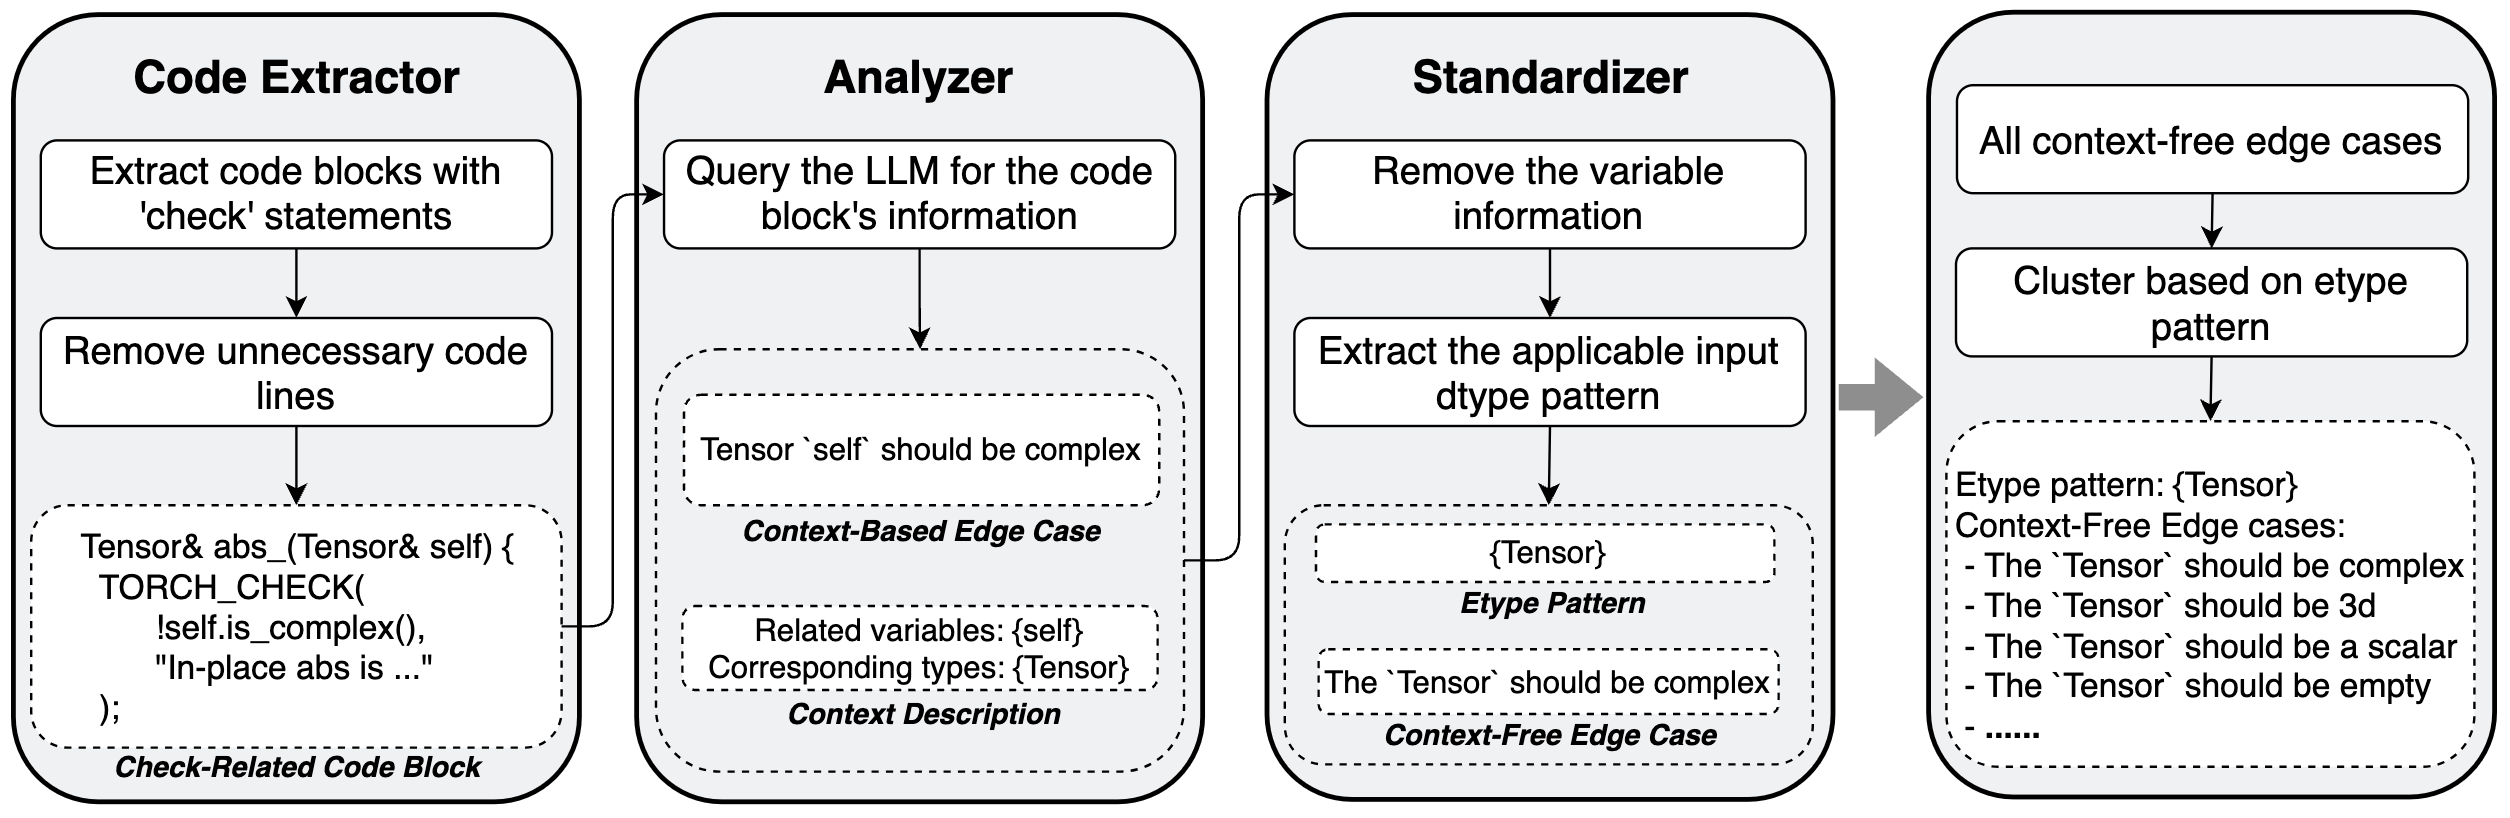 Code Extractor
Extract code blocks with
'check' statements
Remove unnecessary code
lines
Tensor& abs_(Tensor& self) {
TORCH_CHECK(
!self.is_complex(),
"In-place abs is ..."
);
Check-Related Code Block
Analyzer
Query the LLM for the code
block's information
Tensor `self` should be complex
Context-Based Edge Case
Related variables: {self}
Corresponding types: {Tensor}
Context Description
Standardizer
Remove the variable
information
Extract the applicable input
dtype pattern
{Tensor}
Etype Pattern
The `Tensor` should be complex
Context-Free Edge Case
All context-free edge cases
Cluster based on etype
pattern
Etype pattern: {Tensor}
Context-Free Edge cases:
- The `Tensor` should be complex
- The `Tensor` should be 3d
- The `Tensor` should be a scalar
- The `Tensor` should be empty
- ......